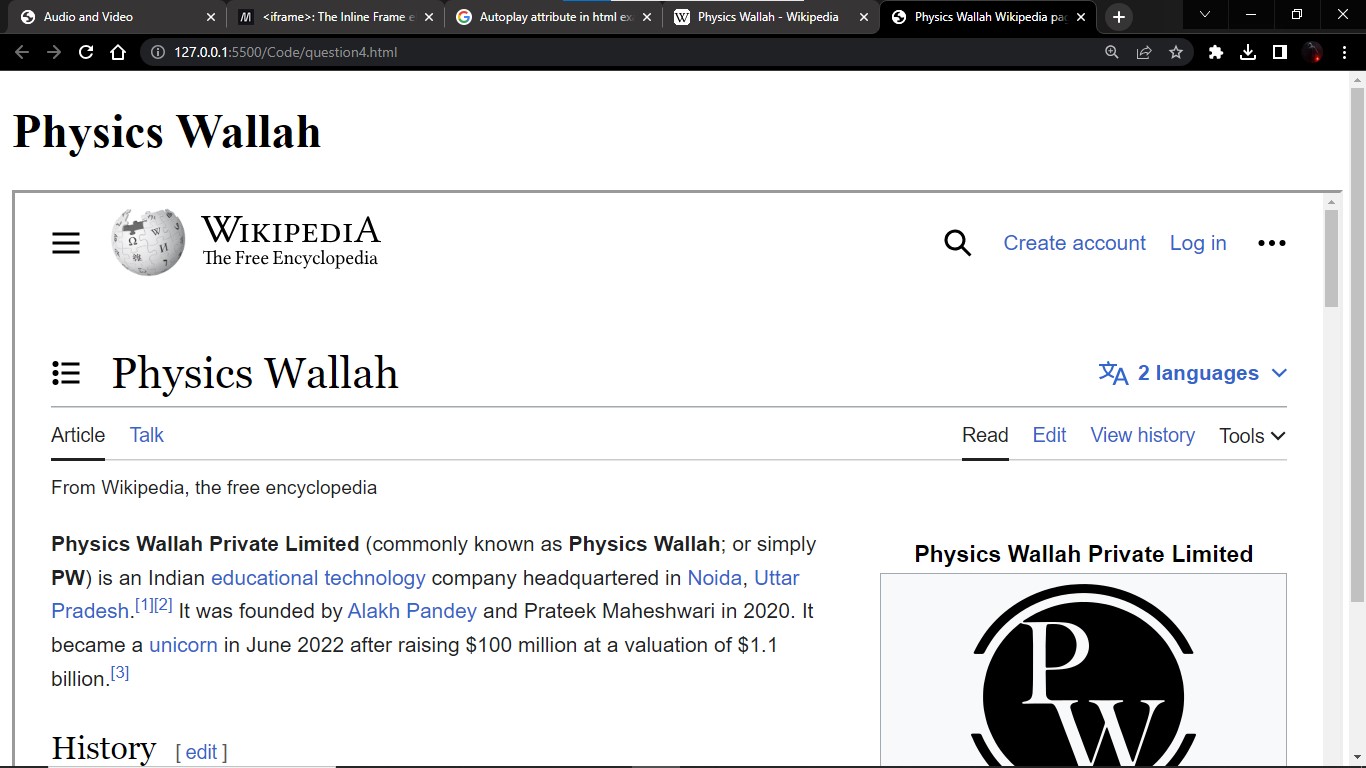 Audio and Video
<iframe>: The Inline Frame e
Autoplay attribute in html ex
Physics Wallah - Wikipedia
Physics Wallah Wikipedia pag
127.0.0.1:5500/Code/question4.html
Physics Wallah
WIKIPEDIA
The Free Encyclopedia
Create account
Log in
Physics Wallah
2 languages
Article Talk
Read Edit View history Tools
From Wikipedia, the free encyclopedia
Physics Wallah Private Limited (commonly known as Physics Wallah; or simply
PW) is an Indian educational technology company headquartered in Noida, Uttar
Pradesh.[1][2] It was founded by Alakh Pandey and Prateek Maheshwari in 2020. It
became a unicorn in June 2022 after raising $100 million at a valuation of $1.1
billion.[3]
History [ edit ]
Physics Wallah Private Limited
PW